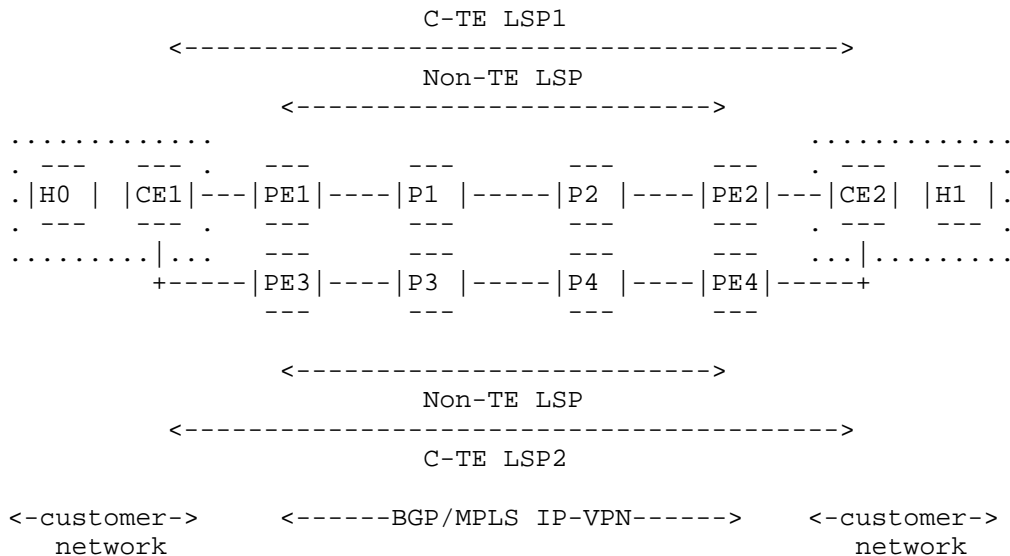 C-TE LSP1
<----------------------------------------->
Non-TE LSP
<-------------------------->
.............                                     .............
. ---   ---  .   ---      ---       ---      ---   . ---   --- .
.|H0 | |CE1|---|PE1|----|P1 |-----|P2 |----|PE2|---|CE2| |H1 |.
. ---   ---  .   ---      ---       ---      ---   . ---   --- .
.........|...    ---      ---       ---      ---   ...|.........
+-----|PE3|----|P3 |-----|P4 |----|PE4|-----+
---      ---       ---      ---
<-------------------------->
Non-TE LSP
<----------------------------------------->
C-TE LSP2
<-customer->     <------BGP/MPLS IP-VPN------>    <-customer->
network                                           network